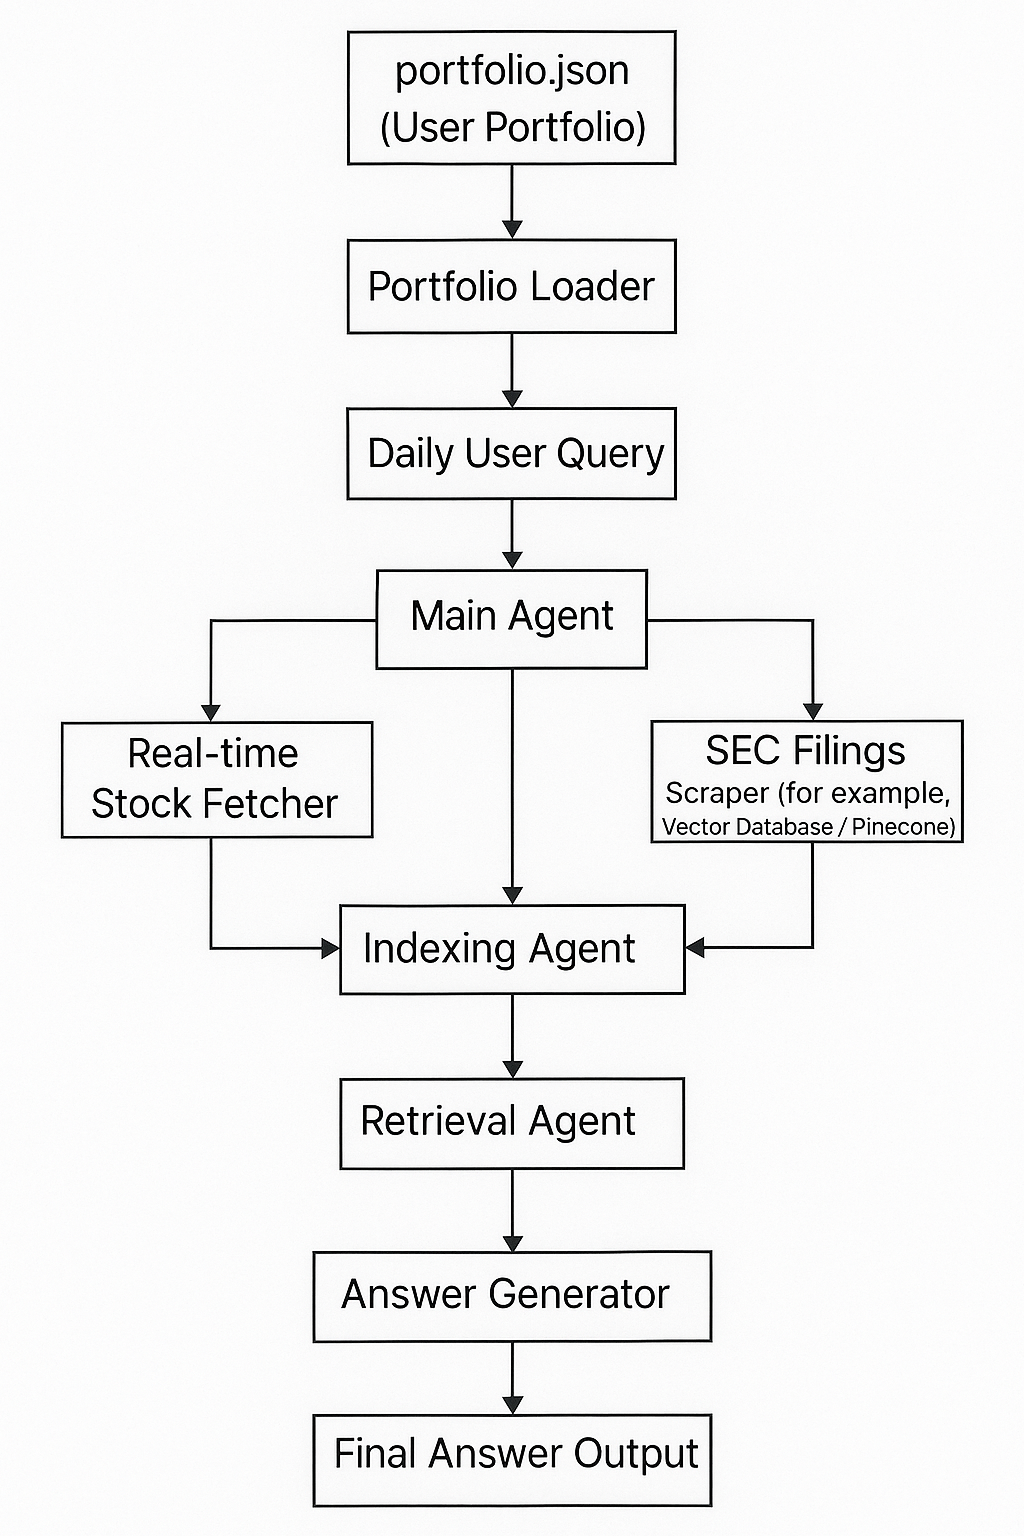 portfolio.json
(User Portfolio)
Portfolio Loader
Daily User Query
Main Agent
Real-time
Stock Fetcher
SEC Filings
Scraper (for example,
Vector Database / Pinecone)
Indexing Agent
Retrieval Agent
Answer Generator
Final Answer Output